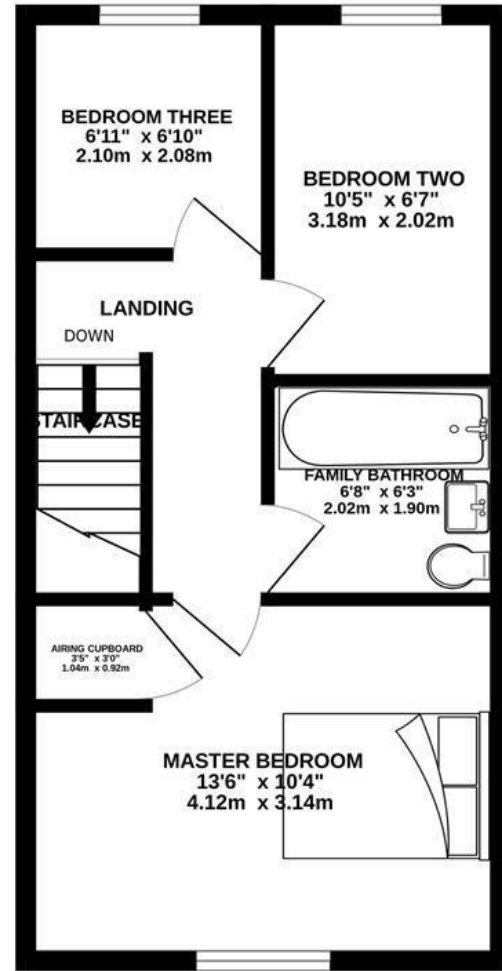 BEDROOM THREE
6'11" x 6'10"
2.10m x 2.08m
BEDROOM TWO
10'5" x 6'7"
3.18m x 2.02m
LANDING
DOWN
STAIRCASE
FAMILY BATHROOM
6'8" x 6'3"
2.02m x 1.90m
AIRING CUPBOARD
3'5" x 3'0"
1.04m x 0.92m
MASTER BEDROOM
13'6" x 10'4"
4.12m x 3.14m